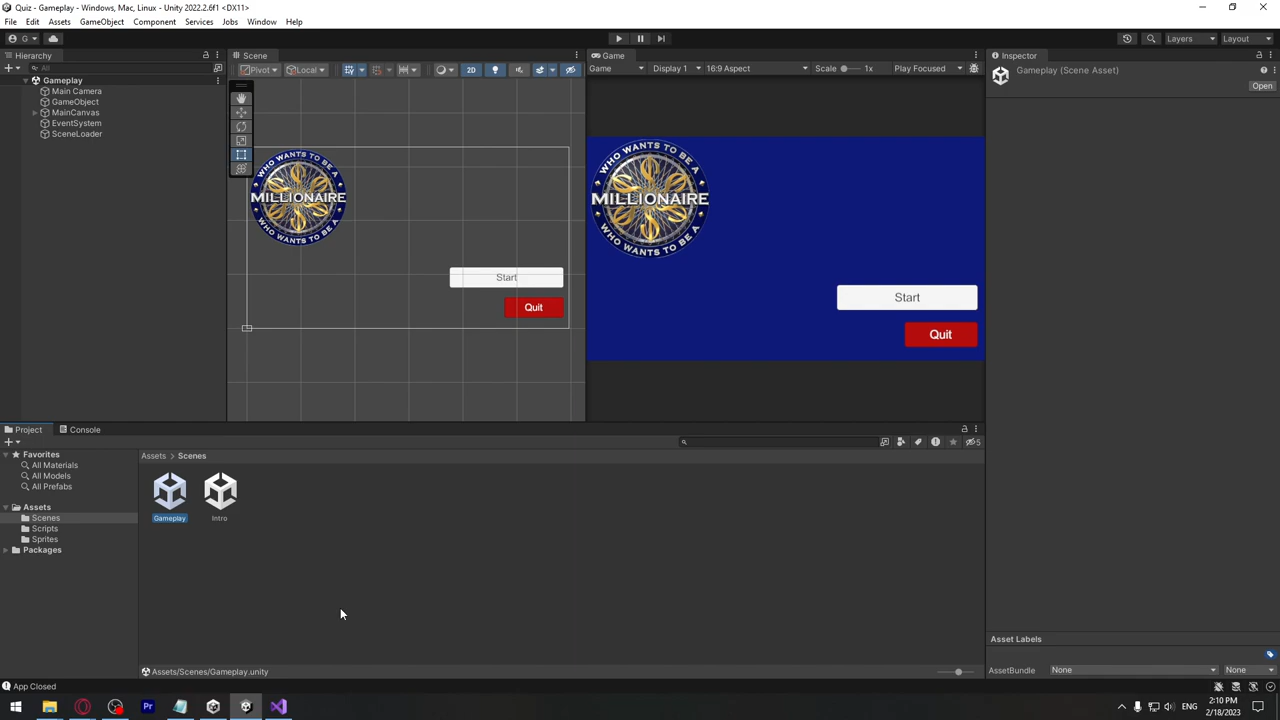 Quiz - Gameplay - Windows, Mac, Linux - Unity 2022.2.6f1 <DX11>
File Edit Assets GameObject Component Services Jobs Window Help
G
Layers Layout
Hierarchy
All
Gameplay
Main Camera
GameObject
MainCanvas
EventSystem
SceneLoader
Scene
Pivot Local 2D
WHO WANTS TO BE A
MILLIONAIRE
WHO WANTS TO BE A
Start
Quit
Game
Game Display 1 16:9 Aspect Scale 1x Play Focused
WHO WANTS TO BE A
MILLIONAIRE
WHO WANTS TO BE A
Start
Quit
Inspector
Gameplay (Scene Asset)
Open
Asset Labels
AssetBundle None None
Project Console
5
Favorites
All Materials
All Models
All Prefabs
Assets
Scenes
Scripts
Sprites
Packages
Assets > Scenes
Gameplay Intro
Assets/Scenes/Gameplay.unity
App Closed
Pr
ENG
2:10 PM
2/18/2023